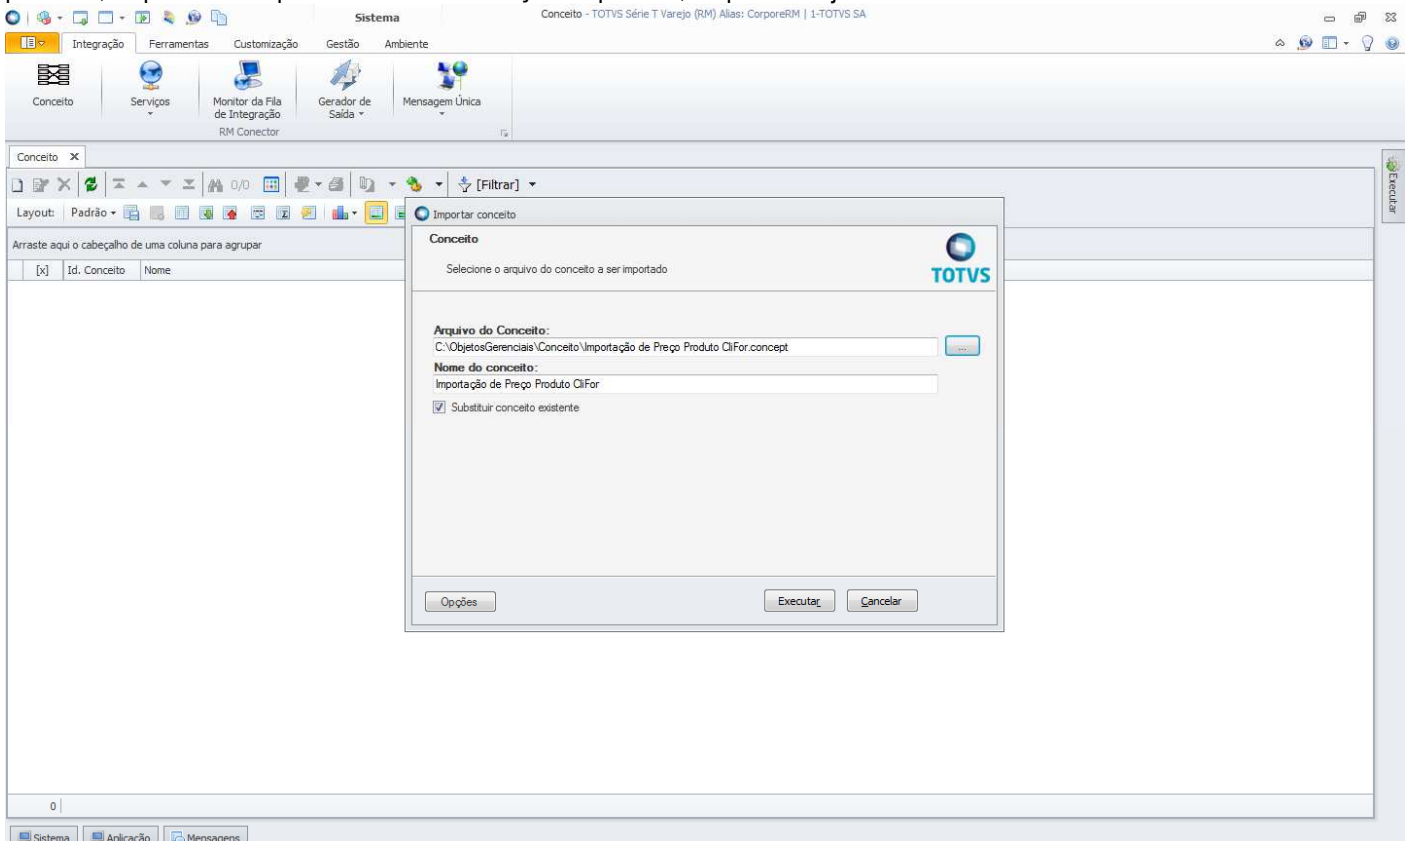 Sistema
Conceito - TOTVS Série T Varejo (RM) Alias: CorporeRM | 1-TOTVS SA
Integração Ferramentas Customização Gestão Ambiente
Conceito
Serviços
Monitor da Fila
de Integração
Gerador de
Saída
Mensagem Única
RM Conector
Conceito X
0/0
[Filtrar]
Executar
Layout: Padrão
Arraste aqui o cabeçalho de uma coluna para agrupar
[x] Id. Conceito Nome
Importar conceito
Conceito
Selecione o arquivo do conceito a ser importado
TOTVS
Arquivo do Conceito:
C:\ObjetosGerenciais\Conceito\Importação de Preço Produto CliFor.concept
...
Nome do conceito:
Importação de Preço Produto CliFor
Substituir conceito existente
Opções
Executar
Cancelar
0
Sistema Aplicação Mensagens